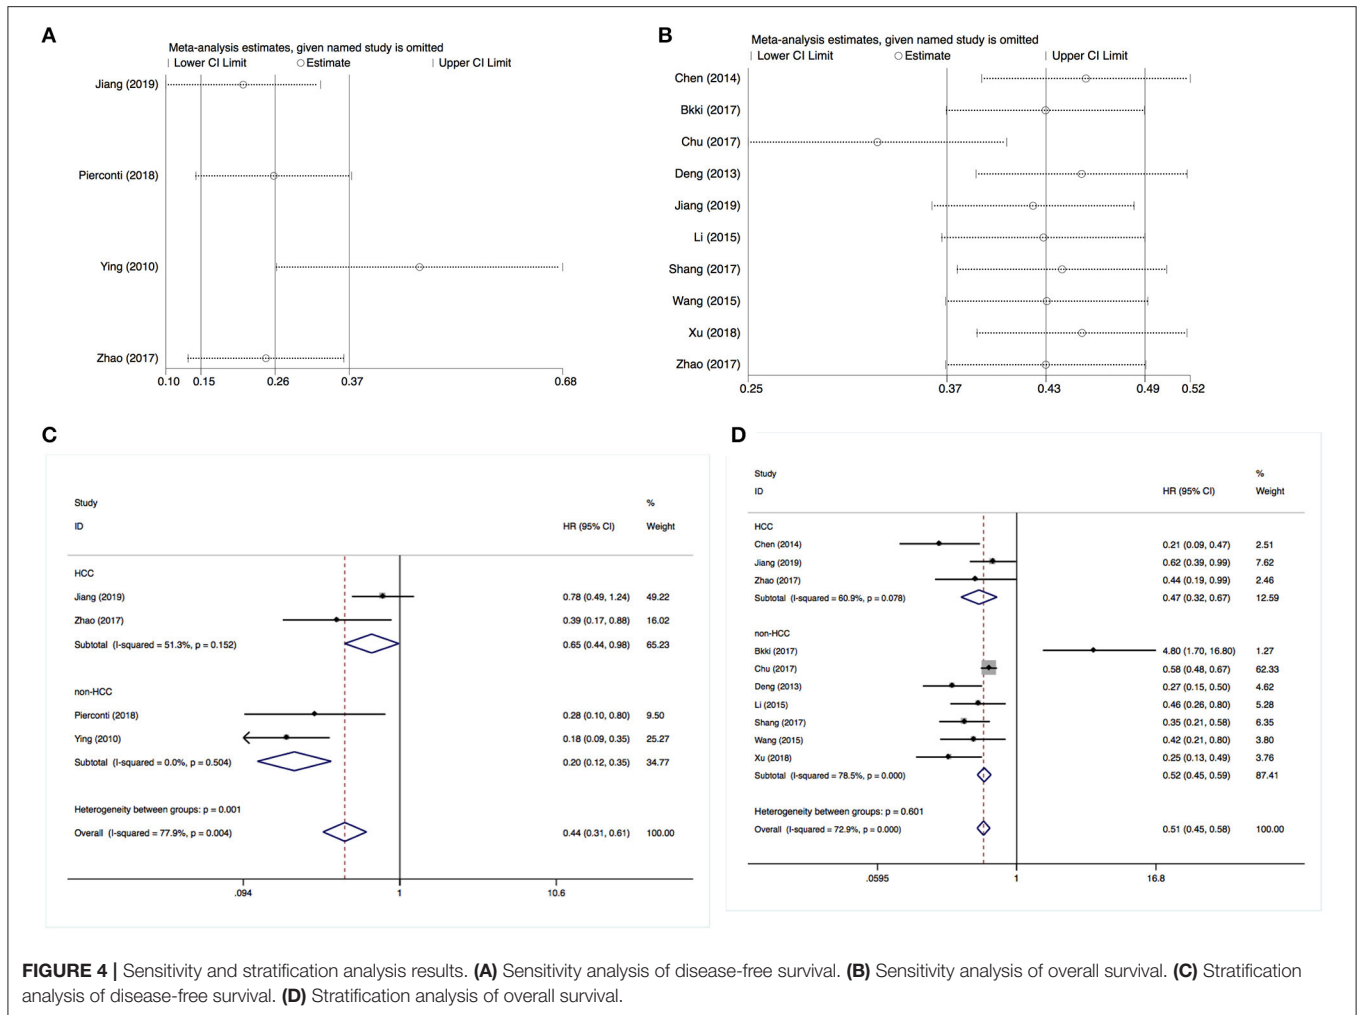 A
Meta-analysis estimates, given named study is omitted
Lower CI Limit Estimate Upper CI Limit
Jiang (2019)
Pierconti (2018)
Ying (2010)
Zhao (2017)
0.10 0.15 0.26 0.37 0.68
B
Meta-analysis estimates, given named study is omitted
Lower CI Limit Estimate Upper CI Limit
Chen (2014)
Bkki (2017)
Chu (2017)
Deng (2013)
Jiang (2019)
Li (2015)
Shang (2017)
Wang (2015)
Xu (2018)
Zhao (2017)
0.25 0.37 0.43 0.49 0.52
C
Study %
ID HR (95% CI) Weight
HCC
Jiang (2019) 0.78 (0.49, 1.24) 49.22
Zhao (2017) 0.39 (0.17, 0.88) 16.02
Subtotal (I-squared = 51.3%, p = 0.152) 0.65 (0.44, 0.98) 65.23
non-HCC
Pierconti (2018) 0.28 (0.10, 0.80) 9.50
Ying (2010) 0.18 (0.09, 0.35) 25.27
Subtotal (I-squared = 0.0%, p = 0.504) 0.20 (0.12, 0.35) 34.77
Heterogeneity between groups: p = 0.001
Overall (I-squared = 77.9%, p = 0.004) 0.44 (0.31, 0.61) 100.00
.094 1 10.6
D
Study %
ID HR (95% CI) Weight
HCC
Chen (2014) 0.21 (0.09, 0.47) 2.51
Jiang (2019) 0.62 (0.39, 0.99) 7.62
Zhao (2017) 0.44 (0.19, 0.99) 2.46
Subtotal (I-squared = 60.9%, p = 0.078) 0.47 (0.32, 0.67) 12.59
non-HCC
Bkki (2017) 4.80 (1.70, 16.80) 1.27
Chu (2017) 0.58 (0.48, 0.67) 62.33
Deng (2013) 0.27 (0.15, 0.50) 4.62
Li (2015) 0.46 (0.26, 0.80) 5.28
Shang (2017) 0.35 (0.21, 0.58) 6.35
Wang (2015) 0.42 (0.21, 0.80) 3.80
Xu (2018) 0.25 (0.13, 0.49) 3.76
Subtotal (I-squared = 78.5%, p = 0.000) 0.52 (0.45, 0.59) 87.41
Heterogeneity between groups: p = 0.601
Overall (I-squared = 72.9%, p = 0.000) 0.51 (0.45, 0.58) 100.00
.0595 1 16.8
FIGURE 4 | Sensitivity and stratification analysis results. (A) Sensitivity analysis of disease-free survival. (B) Sensitivity analysis of overall survival. (C) Stratification
analysis of disease-free survival. (D) Stratification analysis of overall survival.